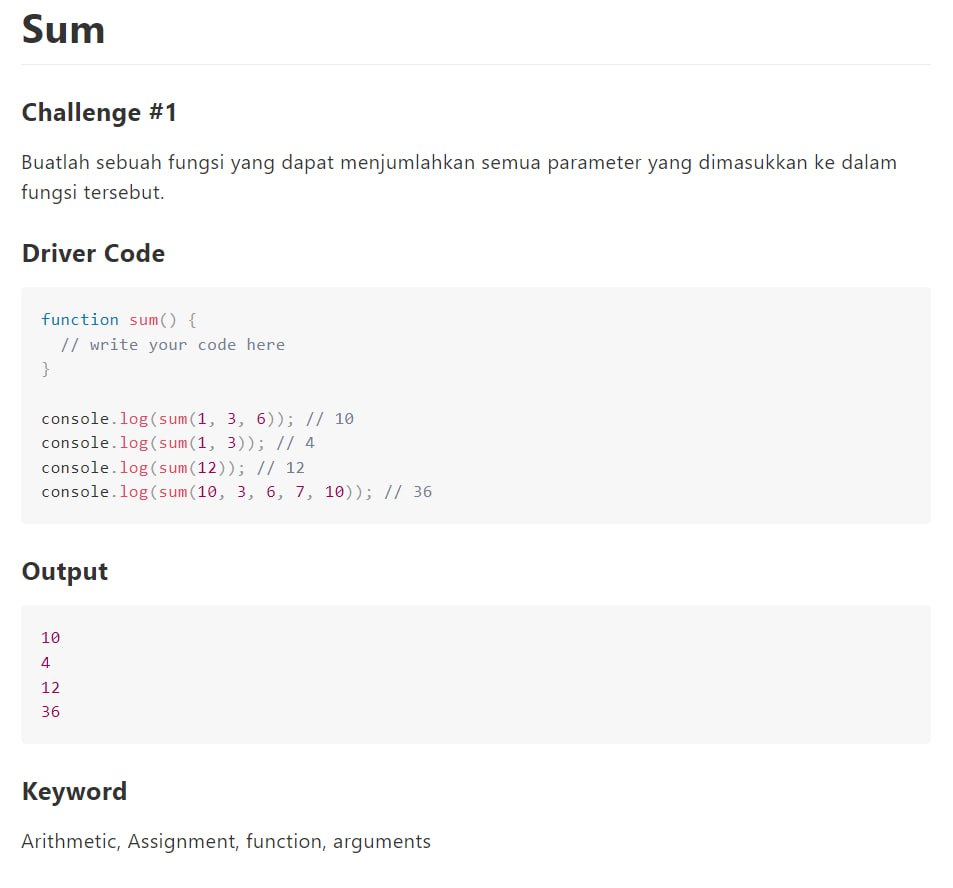 Sum
Challenge #1
Buatlah sebuah fungsi yang dapat menjumlahkan semua parameter yang dimasukkan ke dalam
fungsi tersebut.
Driver Code
function sum() {
  // write your code here
}
console.log(sum(1, 3, 6)); // 10
console.log(sum(1, 3)); // 4
console.log(sum(12)); // 12
console.log(sum(10, 3, 6, 7, 10)); // 36
Output
10
4
12
36
Keyword
Arithmetic, Assignment, function, arguments